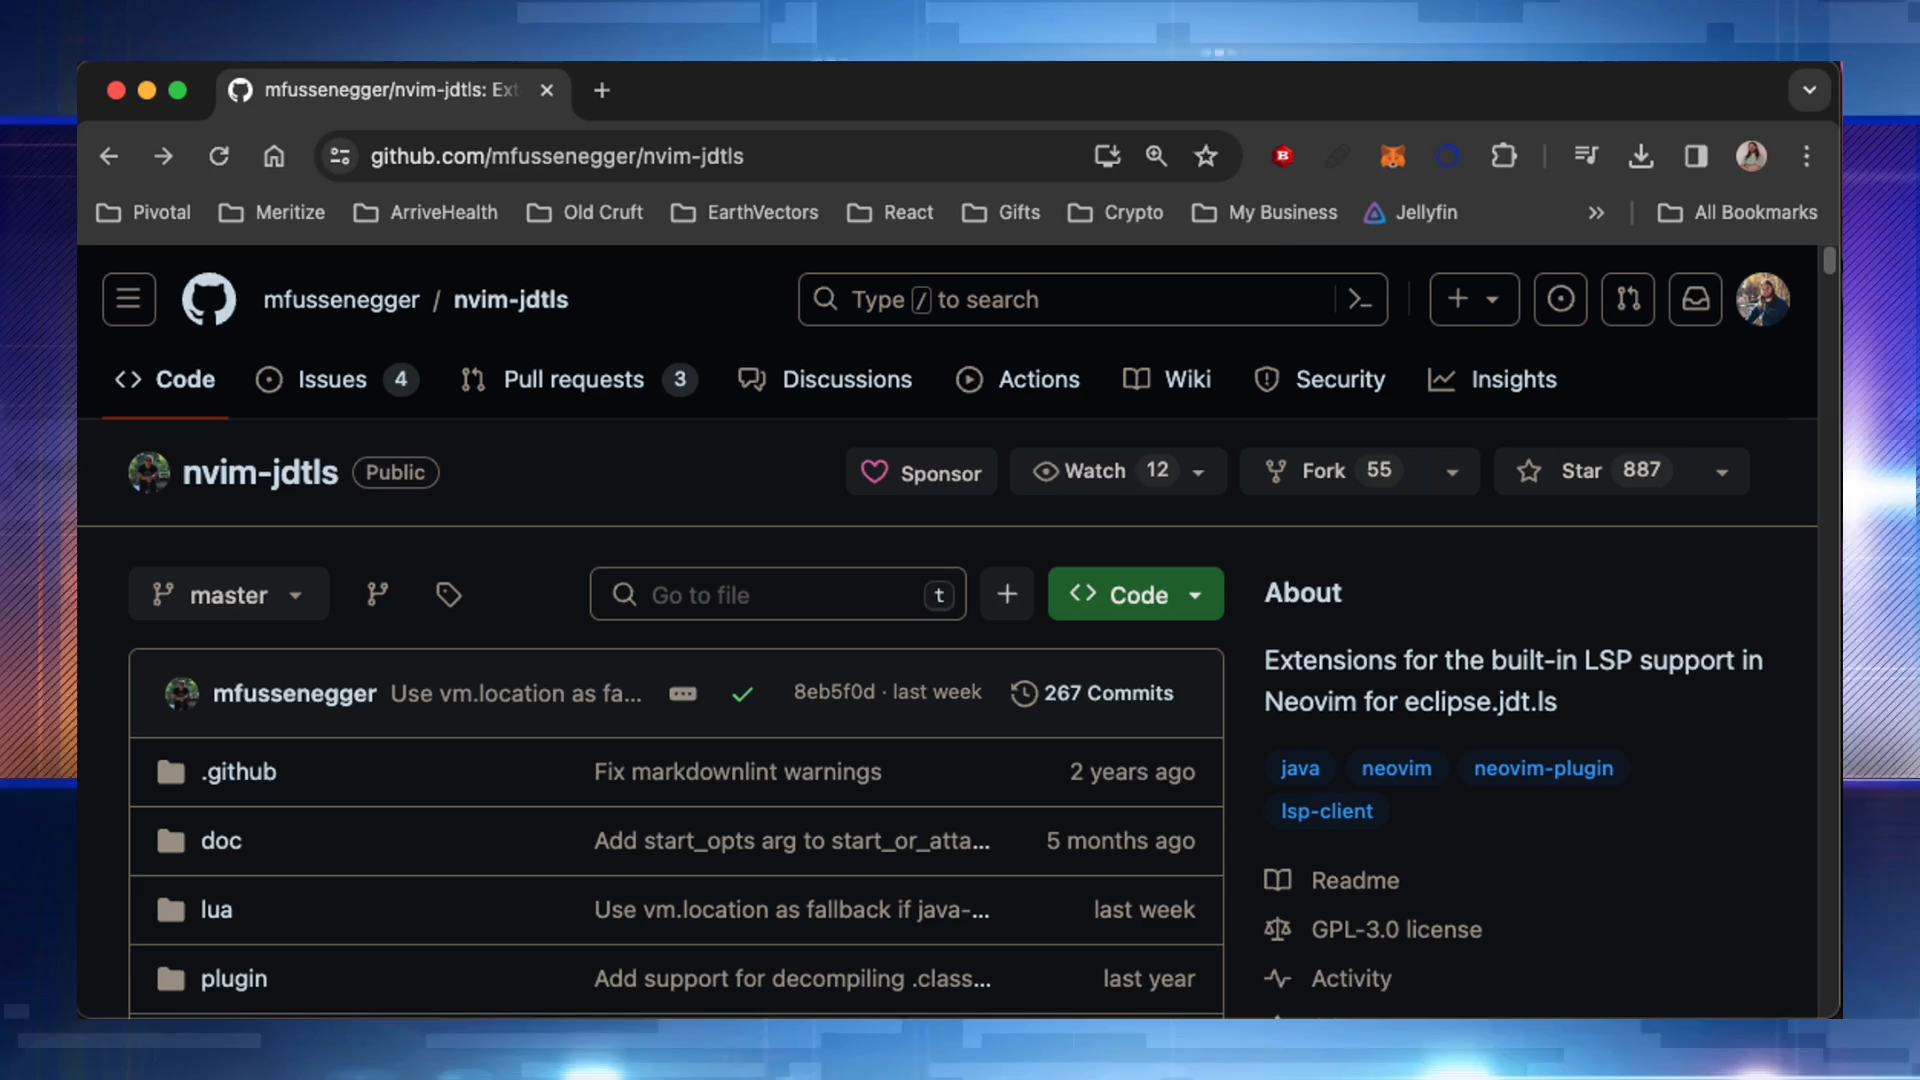 mfussenegger/nvim-jdtls: Ext
github.com/mfussenegger/nvim-jdtls
Pivotal Meritize ArriveHealth Old Cruft EarthVectors React Gifts Crypto My Business Jellyfin » All Bookmarks
mfussenegger / nvim-jdtls Type / to search
Code Issues 4 Pull requests 3 Discussions Actions Wiki Security Insights
nvim-jdtls Public Sponsor Watch 12 Fork 55 Star 887
master Go to file t + Code
mfussenegger Use vm.location as fa... 8eb5f0d · last week 267 Commits
.github Fix markdownlint warnings 2 years ago
doc Add start_opts arg to start_or_atta... 5 months ago
lua Use vm.location as fallback if java-... last week
plugin Add support for decompiling .class... last year
About
Extensions for the built-in LSP support in
Neovim for eclipse.jdt.ls
java neovim neovim-plugin
lsp-client
Readme
GPL-3.0 license
Activity